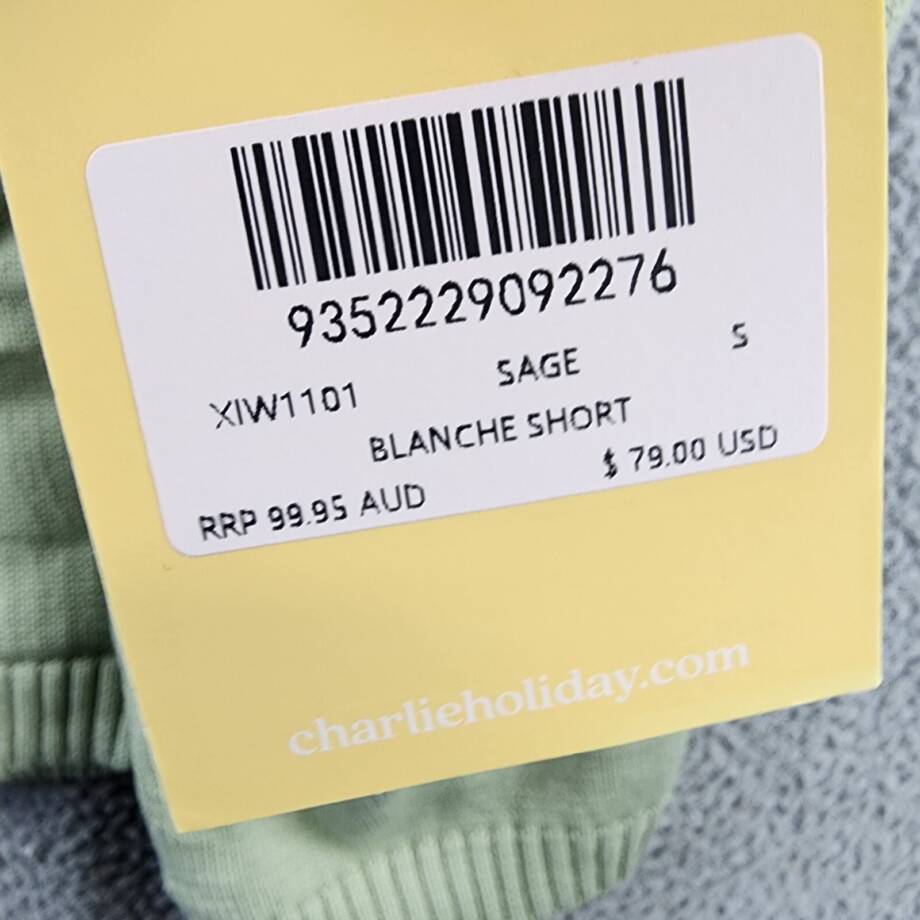 9352229092276
XIW1101 SAGE S
BLANCHE SHORT
RRP 99.95 AUD $ 79.00 USD
charlieholiday.com